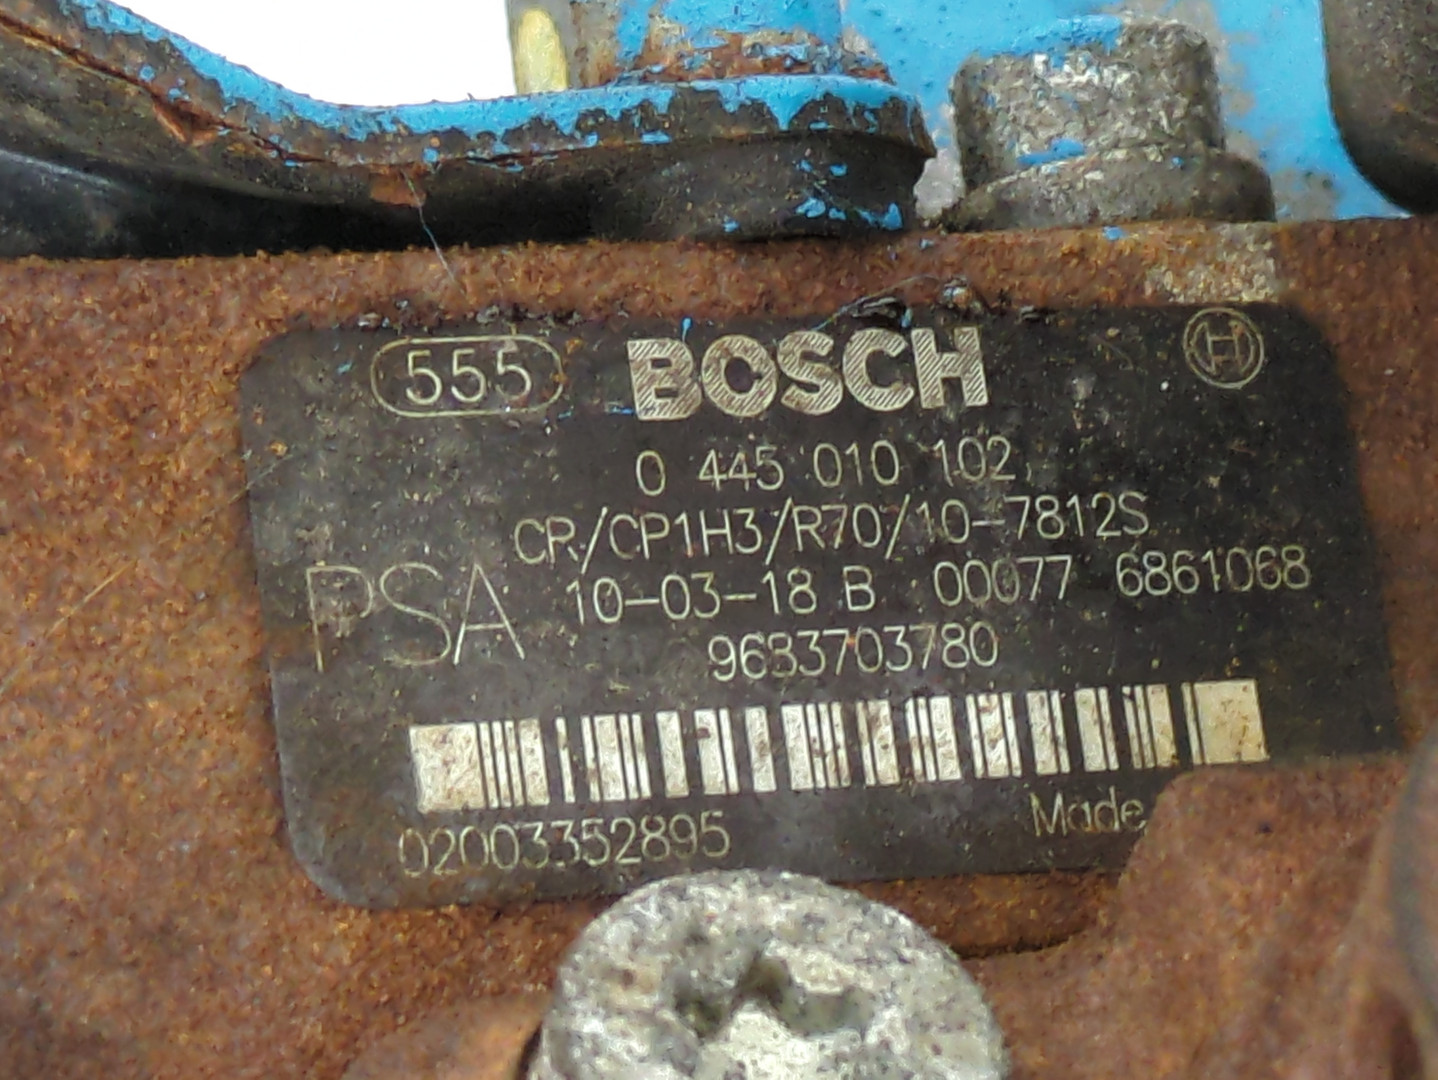 555 BOSCH H
0 445 010 102
CR/CP1H3/R70/10-7812S
PSA 10-03-18 B 00077 6861068
9683703780
02003352895 Made